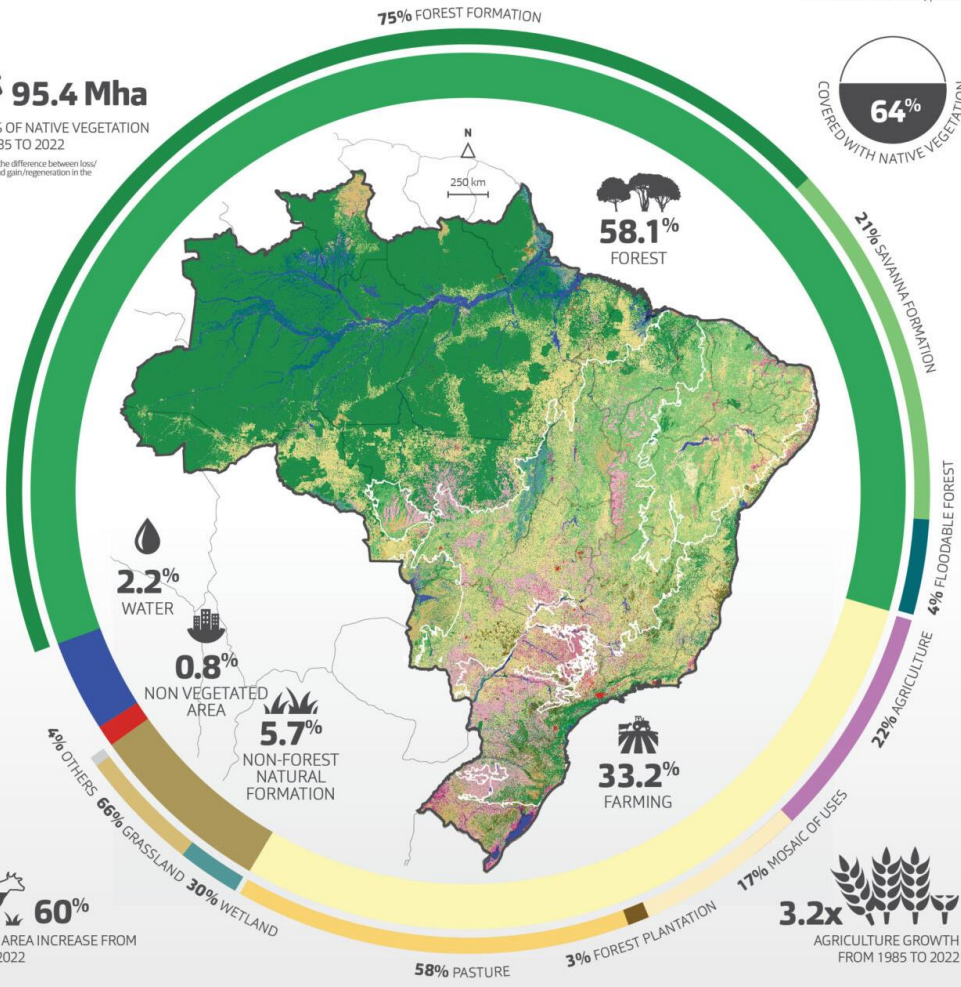 75% FOREST FORMATION
95.4 Mha
OF NATIVE VEGETATION
TO 2022
the difference between loss/
gain/regeneration in the
64%
COVERED WITH NATIVE VEGETATION
N
250 km
58.1%
FOREST
21% SAVANNA FORMATION
4% FLOODABLE FOREST
2.2%
WATER
0.8%
NON VEGETATED
AREA
5.7%
NON-FOREST
NATURAL
FORMATION
33.2%
FARMING
22% AGRICULTURE
17% MOSAIC OF USES
3% FOREST PLANTATION
58% PASTURE
30% WETLAND
66% GRASSLAND
4% OTHERS
60%
AREA INCREASE FROM
2022
3.2x
AGRICULTURE GROWTH
FROM 1985 TO 2022